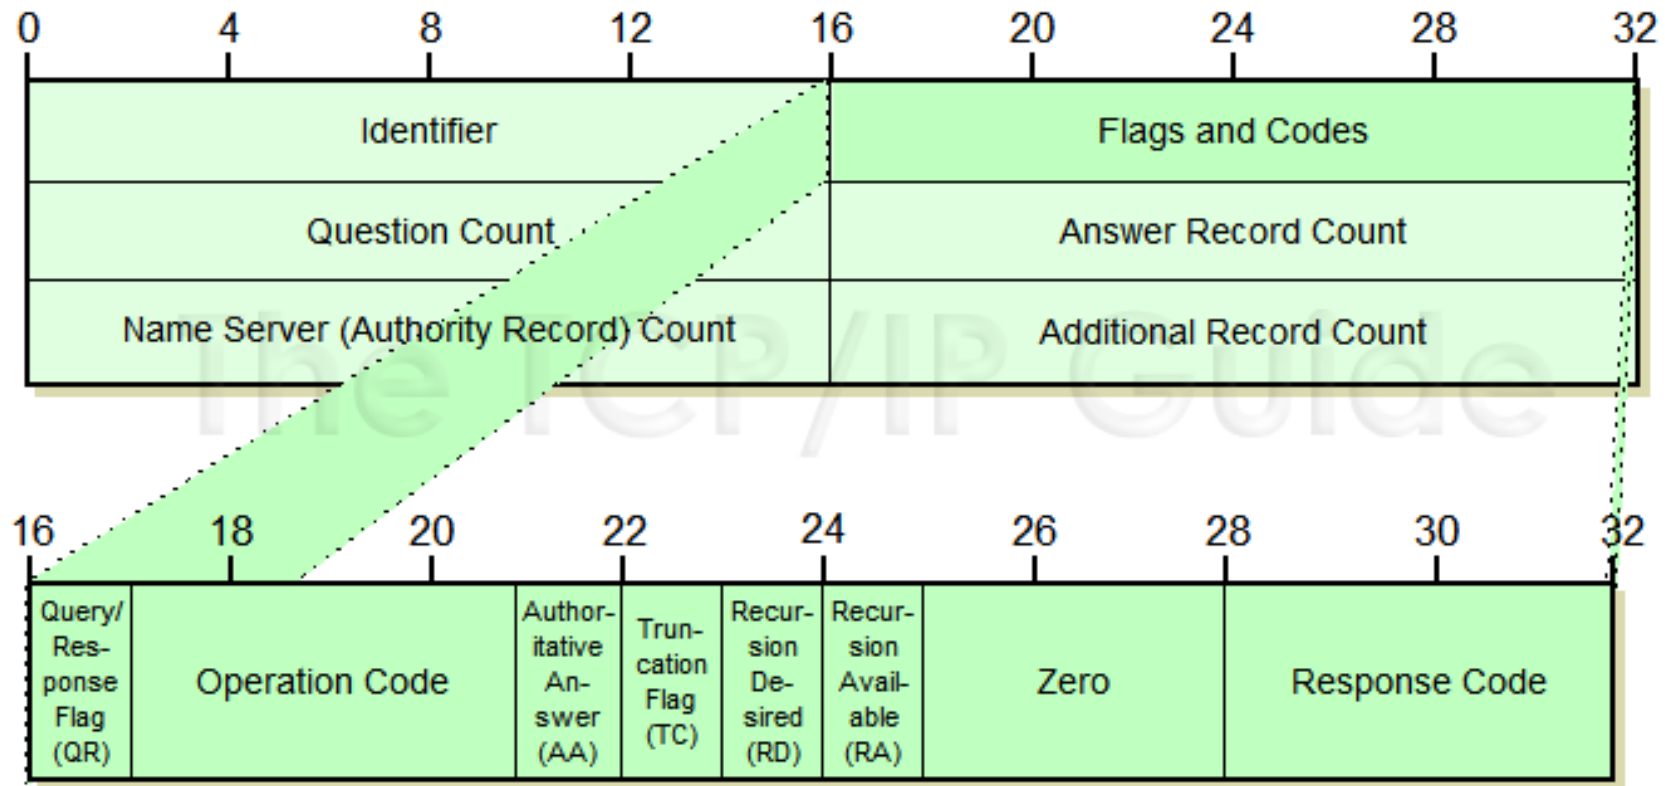 0 4 8 12 16 20 24 28 32
Identifier Flags and Codes
Question Count Answer Record Count
Name Server (Authority Record) Count Additional Record Count
The TCP/IP Guide
16 18 20 22 24 26 28 30 32
Query/
Res-
ponse
Flag
(QR)
Operation Code
Author-
itative
An-
swer
(AA)
Trun-
cation
Flag
(TC)
Recur-
sion
De-
sired
(RD)
Recur-
sion
Avail-
able
(RA)
Zero
Response Code